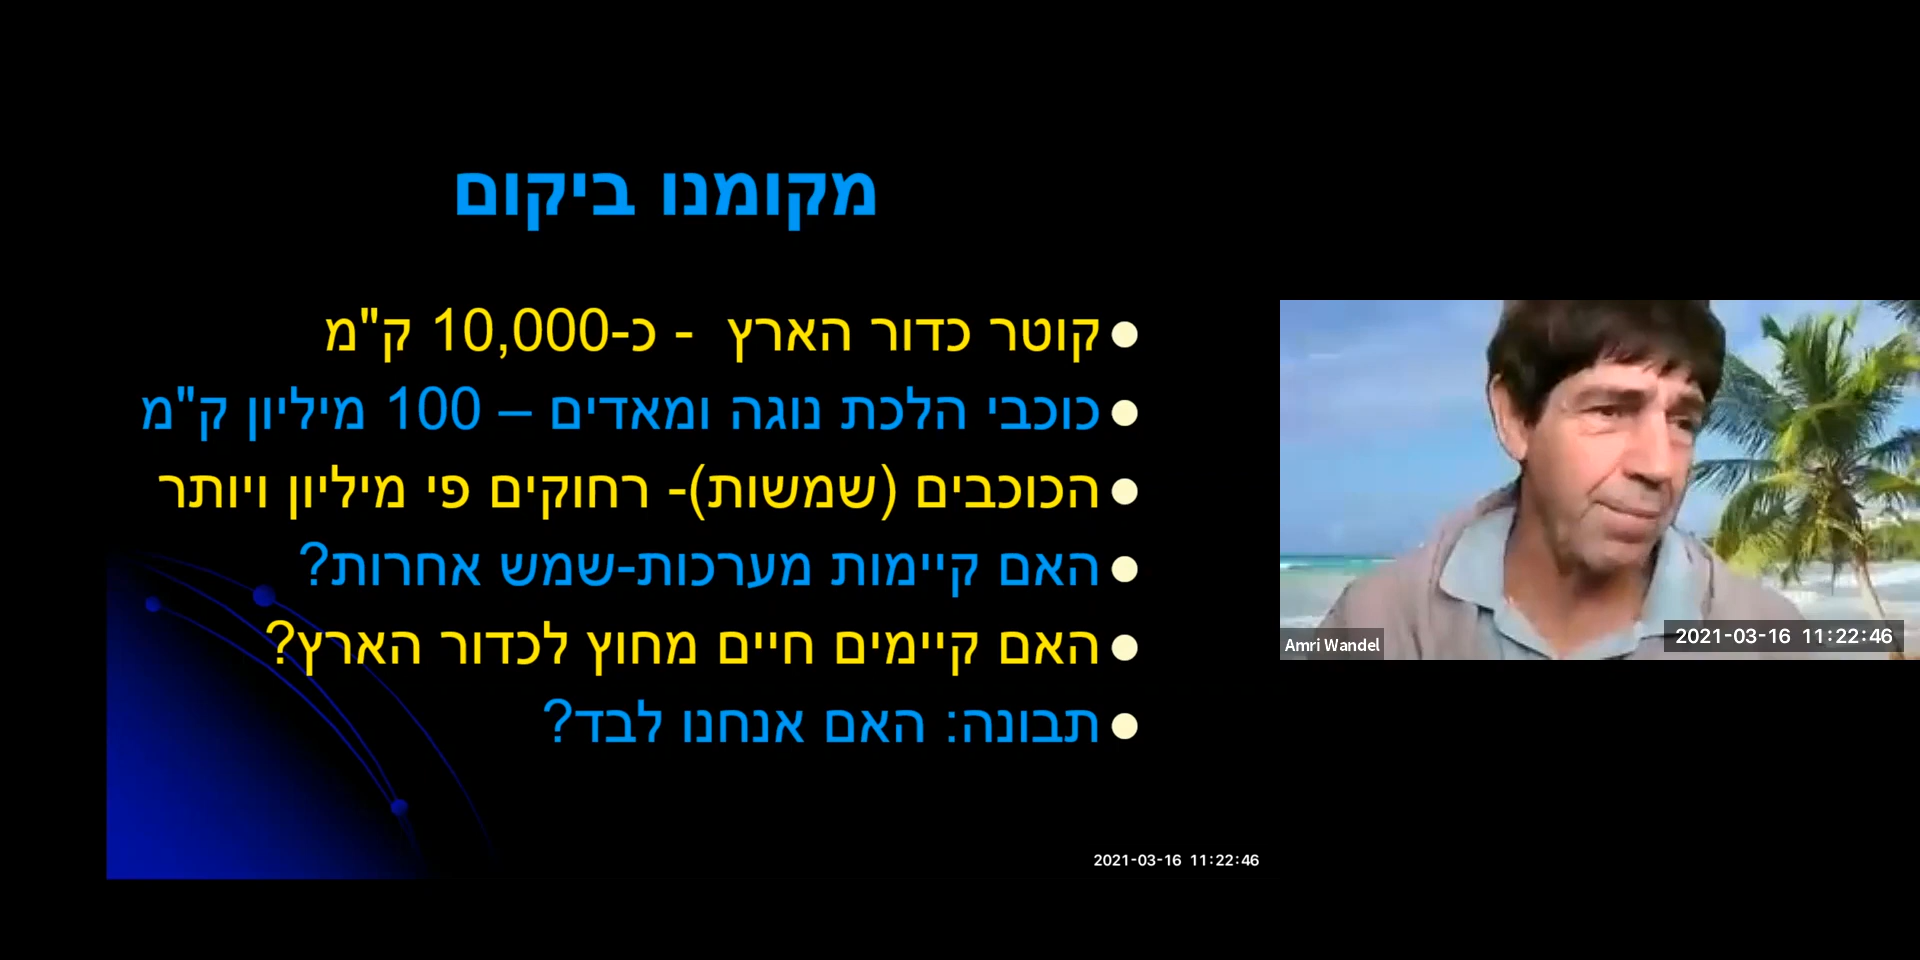 מקומנו ביקום
קוטר כדור הארץ - כ-10,000 ק"מ
כוכבי הלכת נוגה ומאדים – 100 מיליון ק"מ
הכוכבים (שמשות)- רחוקים פי מיליון ויותר
האם קיימות מערכות-שמש אחרות?
האם קיימים חיים מחוץ לכדור הארץ?
תבונה: האם אנחנו לבד?
2021-03-16 11:22:46
Amri Wandel
2021-03-16 11:22:46